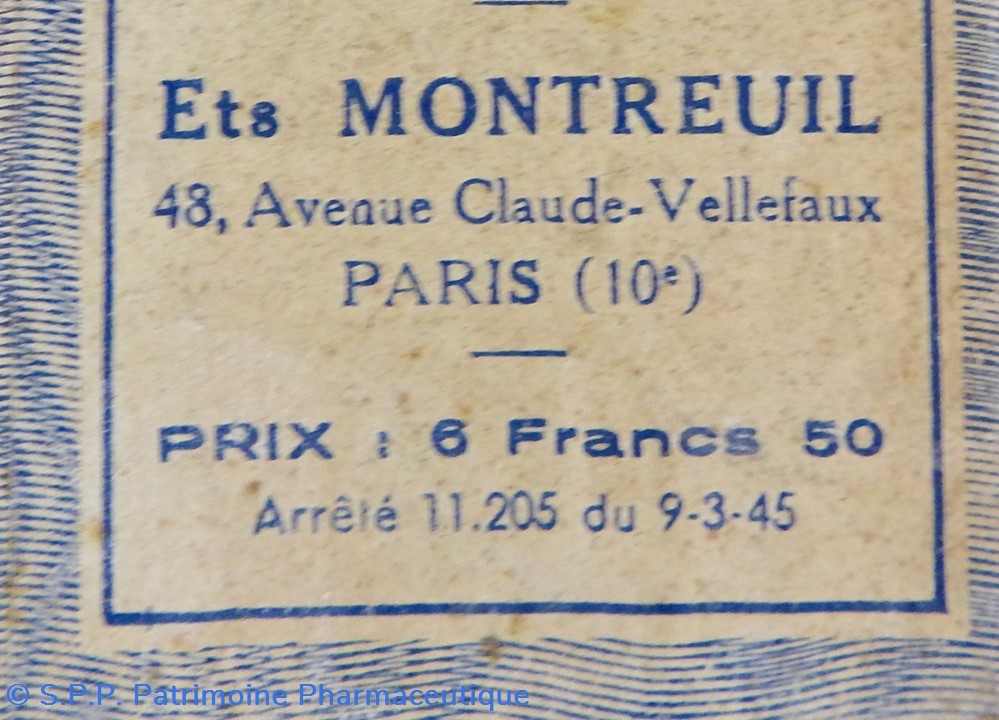 Ets MONTREUIL
48, Avenue Claude-Vellefaux
PARIS (10e)
PRIX : 6 Francs 50
Arrêté 11.205 du 9-3-45
© S.P.P. Patrimoine Pharmaceutique